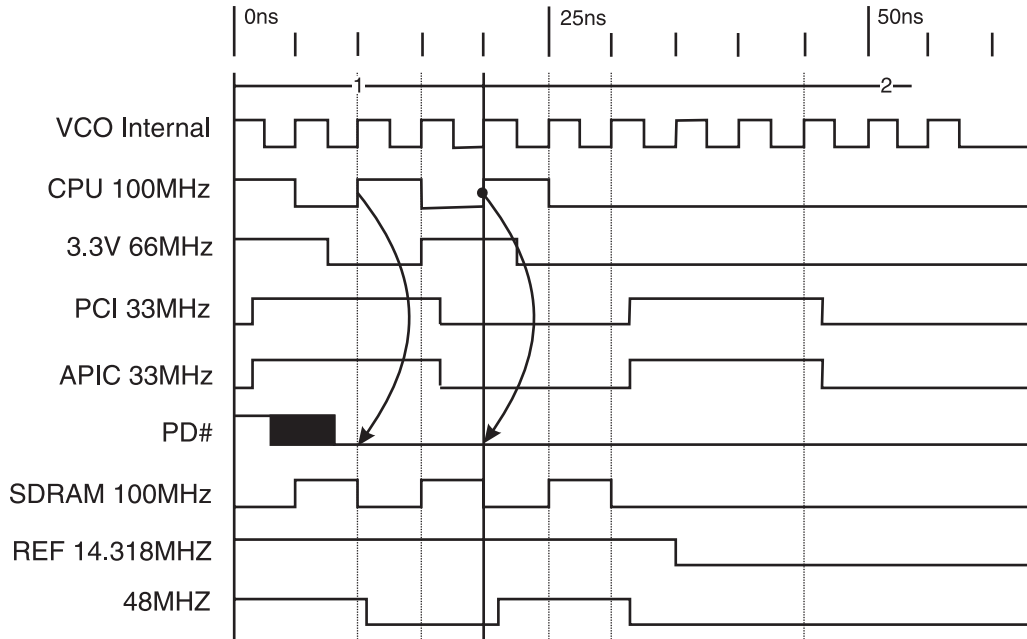 0ns 25ns 50ns
1 2
VCO Internal
CPU 100MHz
3.3V 66MHz
PCI 33MHz
APIC 33MHz
PD#
SDRAM 100MHz
REF 14.318MHZ
48MHZ